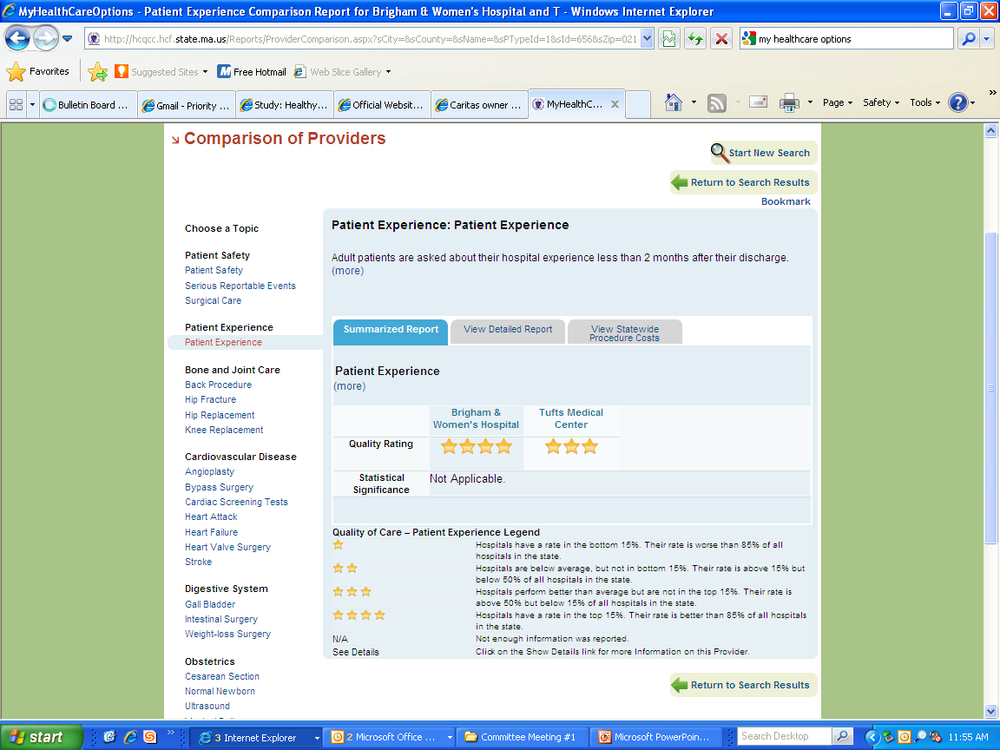 MyHealthCareOptions - Patient Experience Comparison Report for Brigham & Women's Hospital and T - Windows Internet Explorer
http://hcqcc.hcf.state.ma.us/Reports/ProviderComparison.aspx?sCity=&sCounty=&sName=&sPTypeId=1&sId=656&sZip=021
my healthcare options
Favorites
Suggested Sites
Free Hotmail
Web Slice Gallery
Bulletin Board ...
Gmail - Priority ...
Study: Healthy...
Official Websit...
Caritas owner ...
MyHealthC...
Page
Safety
Tools
Comparison of Providers
Start New Search
Return to Search Results
Bookmark
Choose a Topic
Patient Safety
Patient Safety
Serious Reportable Events
Surgical Care
Patient Experience
Patient Experience
Bone and Joint Care
Back Procedure
Hip Fracture
Hip Replacement
Knee Replacement
Cardiovascular Disease
Angioplasty
Bypass Surgery
Cardiac Screening Tests
Heart Attack
Heart Failure
Heart Valve Surgery
Stroke
Digestive System
Gall Bladder
Intestinal Surgery
Weight-loss Surgery
Obstetrics
Cesarean Section
Normal Newborn
Ultrasound
Patient Experience: Patient Experience
Adult patients are asked about their hospital experience less than 2 months after their discharge.
(more)
Summarized Report
View Detailed Report
View Statewide
Procedure Costs
Patient Experience
(more)
Brigham &
Women's Hospital
Tufts Medical
Center
Quality Rating
Statistical
Significance
Not Applicable.
Quality of Care – Patient Experience Legend
Hospitals have a rate in the bottom 15%. Their rate is worse than 85% of all
hospitals in the state.
Hospitals are below average, but not in bottom 15%. Their rate is above 15% but
below 50% of all hospitals in the state.
Hospitals perform better than average but are not in the top 15%. Their rate is
above 50% but below 15% of all hospitals in the state.
Hospitals have a rate in the top 15%. Their rate is better than 85% of all hospitals
in the state.
N/A
Not enough information was reported.
See Details
Click on the Show Details link for more Information on this Provider.
Return to Search Results
start
3 Internet Explorer
2 Microsoft Office ...
Committee Meeting #1
Microsoft PowerPoin...
Search Desktop
11:55 AM